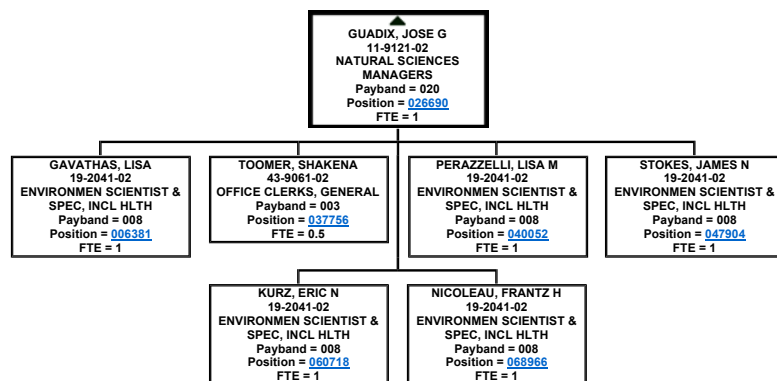 GUADIX, JOSE G
11-9121-02
NATURAL SCIENCES
MANAGERS
Payband = 020
Position = 026690
FTE = 1
GAVATHAS, LISA
19-2041-02
ENVIRONMEN SCIENTIST &
SPEC, INCL HLTH
Payband = 008
Position = 006381
FTE = 1
TOOMER, SHAKENA
43-9061-02
OFFICE CLERKS, GENERAL
Payband = 003
Position = 037756
FTE = 0.5
PERAZZELLI, LISA M
19-2041-02
ENVIRONMEN SCIENTIST &
SPEC, INCL HLTH
Payband = 008
Position = 040052
FTE = 1
STOKES, JAMES N
19-2041-02
ENVIRONMEN SCIENTIST &
SPEC, INCL HLTH
Payband = 008
Position = 047904
FTE = 1
KURZ, ERIC N
19-2041-02
ENVIRONMEN SCIENTIST &
SPEC, INCL HLTH
Payband = 008
Position = 060718
FTE = 1
NICOLEAU, FRANTZ H
19-2041-02
ENVIRONMEN SCIENTIST &
SPEC, INCL HLTH
Payband = 008
Position = 068966
FTE = 1